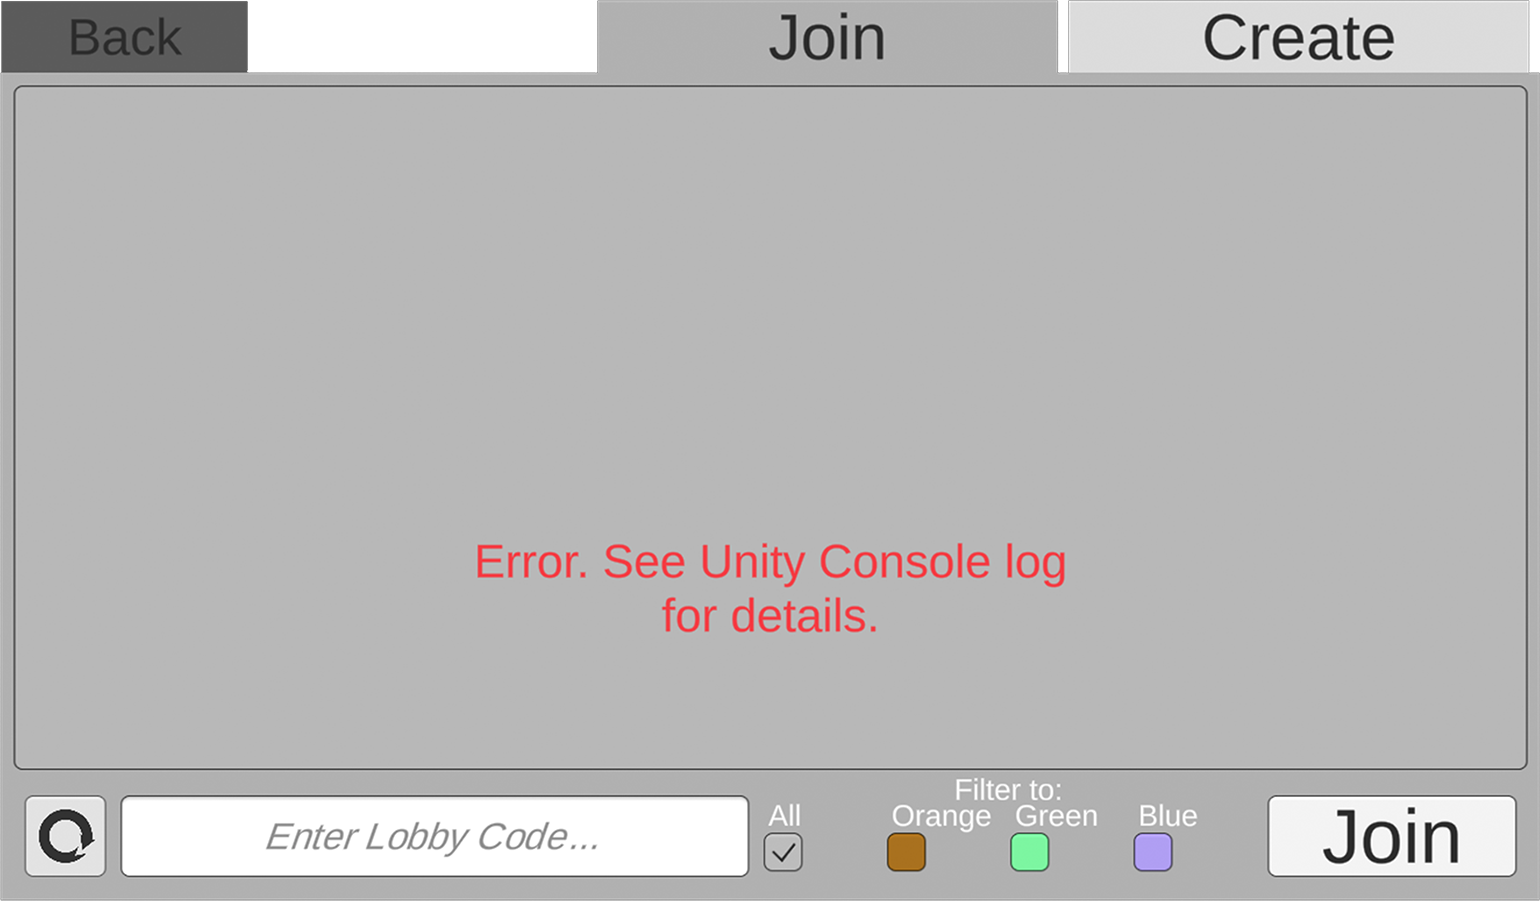 Back
Join
Create
Error. See Unity Console log
for details.
Enter Lobby Code...
Filter to:
All
Orange
Green
Blue
Join